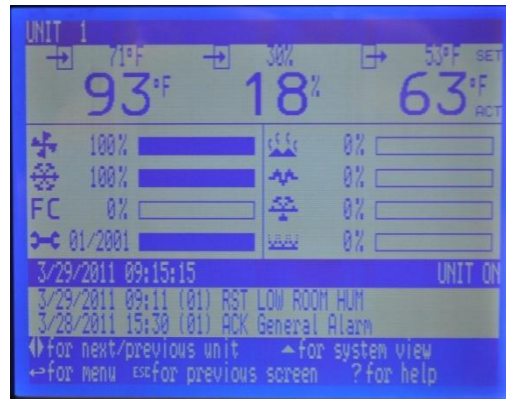 UNIT 1
71°F 30% 53°F SET
93°F 18% 63°F ACT
100% 0%
100% 0%
FC 0% 0%
01/2001 0%
3/29/2011 09:15:15 UNIT ON
3/29/2011 09:11 (01) RST LOW ROOM HUM
3/28/2011 15:30 (01) ACK General Alarm
for next/previous unit for system view
for menu ESC for previous screen ? for help